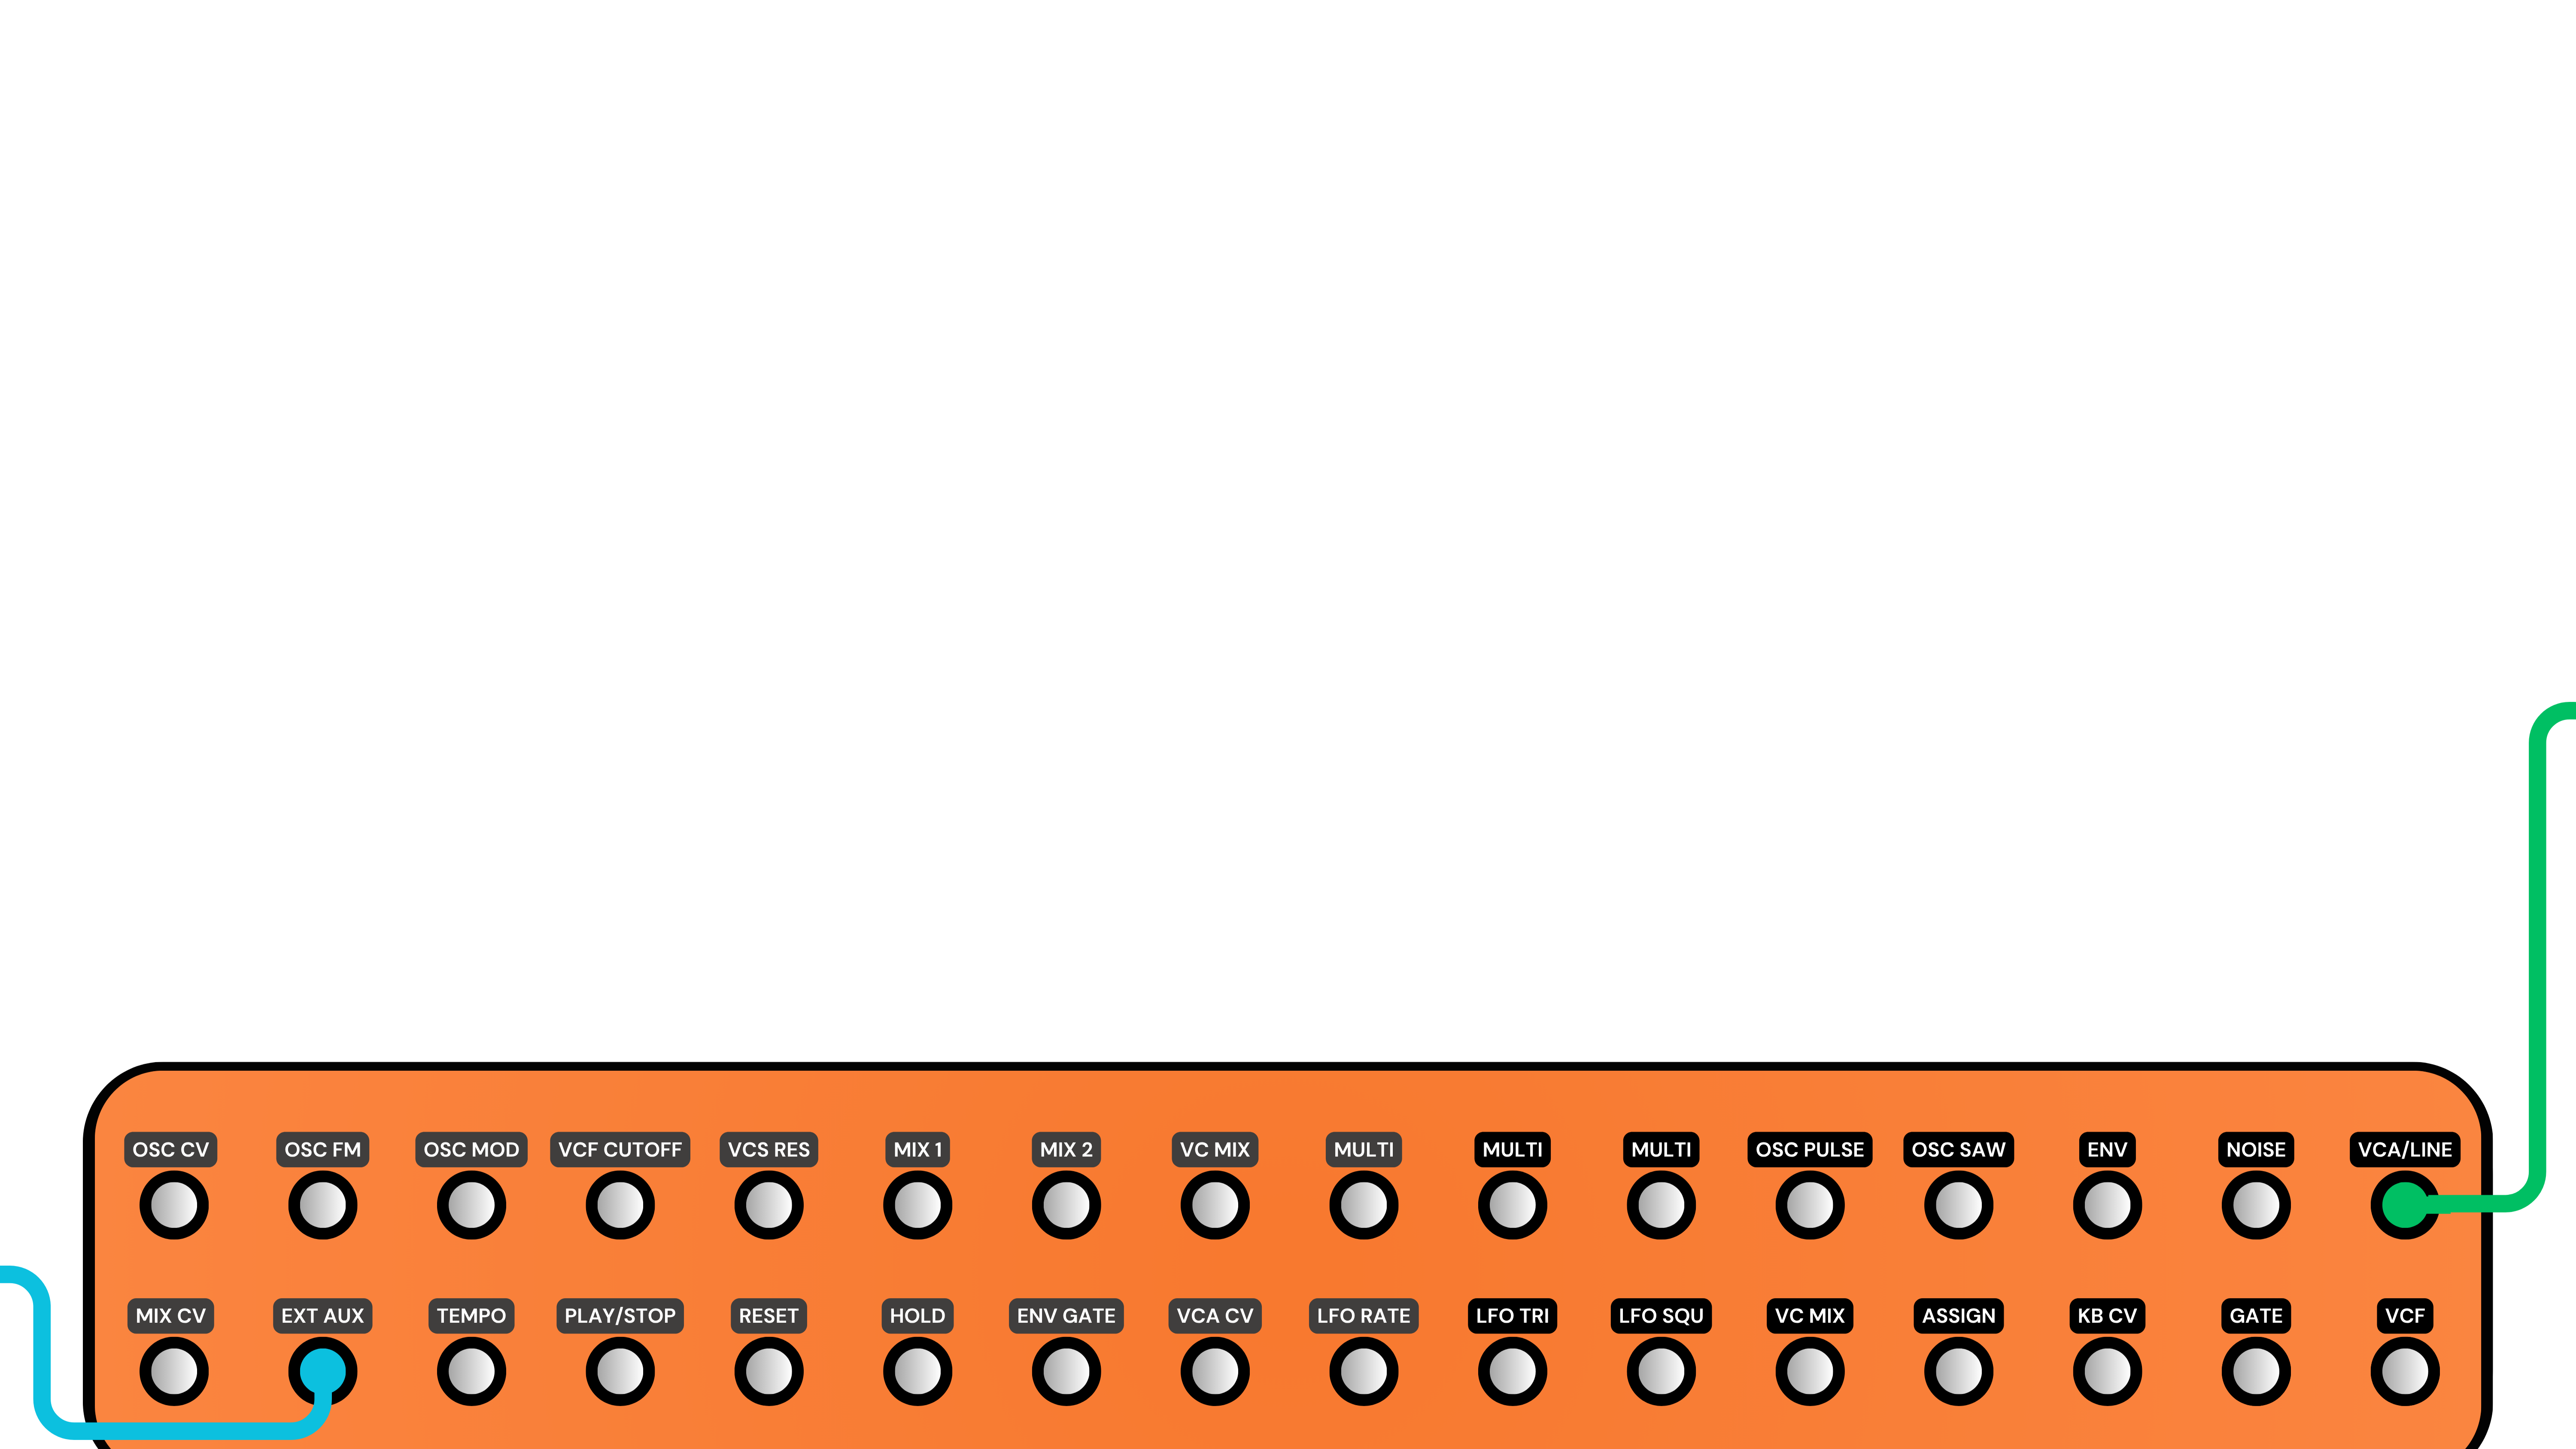 OSC CV OSC FM OSC MOD VCF CUTOFF VCS RES MIX 1 MIX 2 VC MIX MULTI MULTI MULTI OSC PULSE OSC SAW ENV NOISE VCA/LINE
MIX CV EXT AUX TEMPO PLAY/STOP RESET HOLD ENV GATE VCA CV LFO RATE LFO TRI LFO SQU VC MIX ASSIGN KB CV GATE VCF